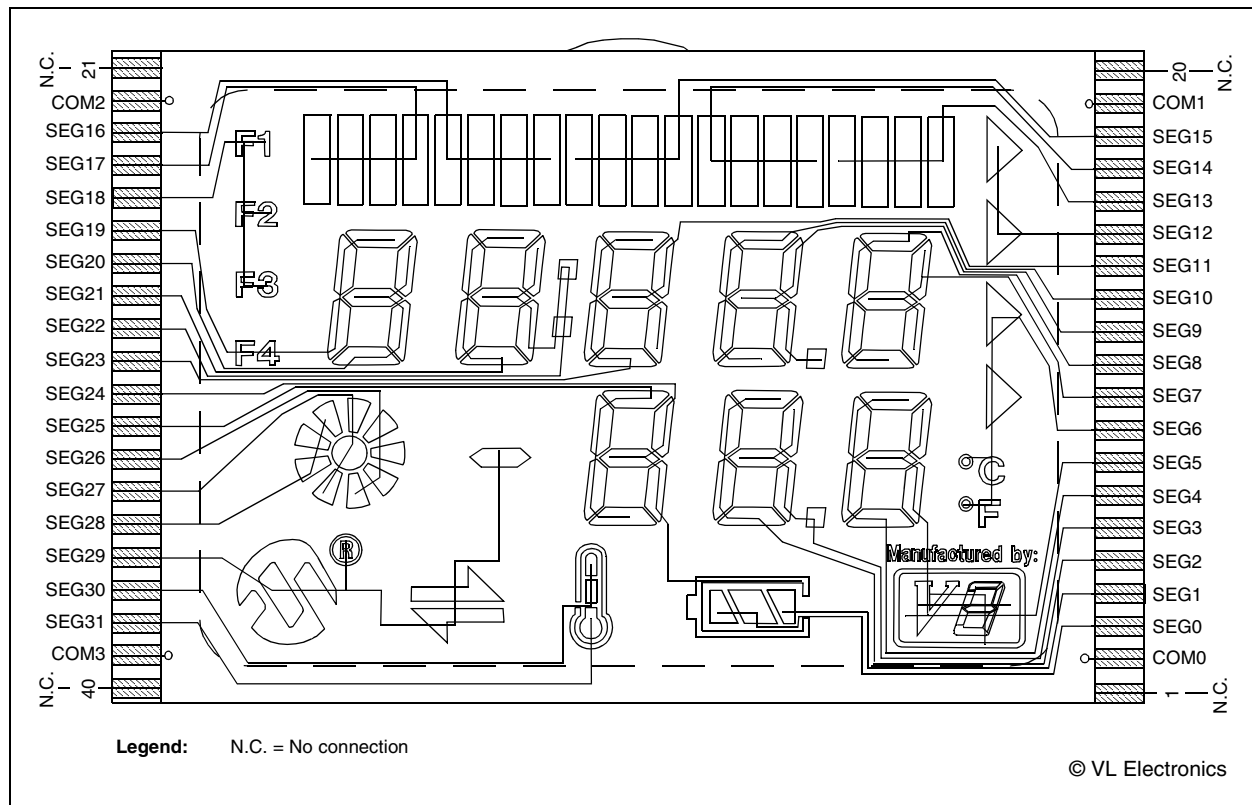 N.C. 21
COM2
SEG16
SEG17
SEG18
SEG19
SEG20
SEG21
SEG22
SEG23
SEG24
SEG25
SEG26
SEG27
SEG28
SEG29
SEG30
SEG31
COM3
N.C. 40
F1
F2
F3
F4
®
°C
°F
Manufactured by:
20 N.C.
COM1
SEG15
SEG14
SEG13
SEG12
SEG11
SEG10
SEG9
SEG8
SEG7
SEG6
SEG5
SEG4
SEG3
SEG2
SEG1
SEG0
COM0
1 N.C.
Legend: N.C. = No connection
© VL Electronics